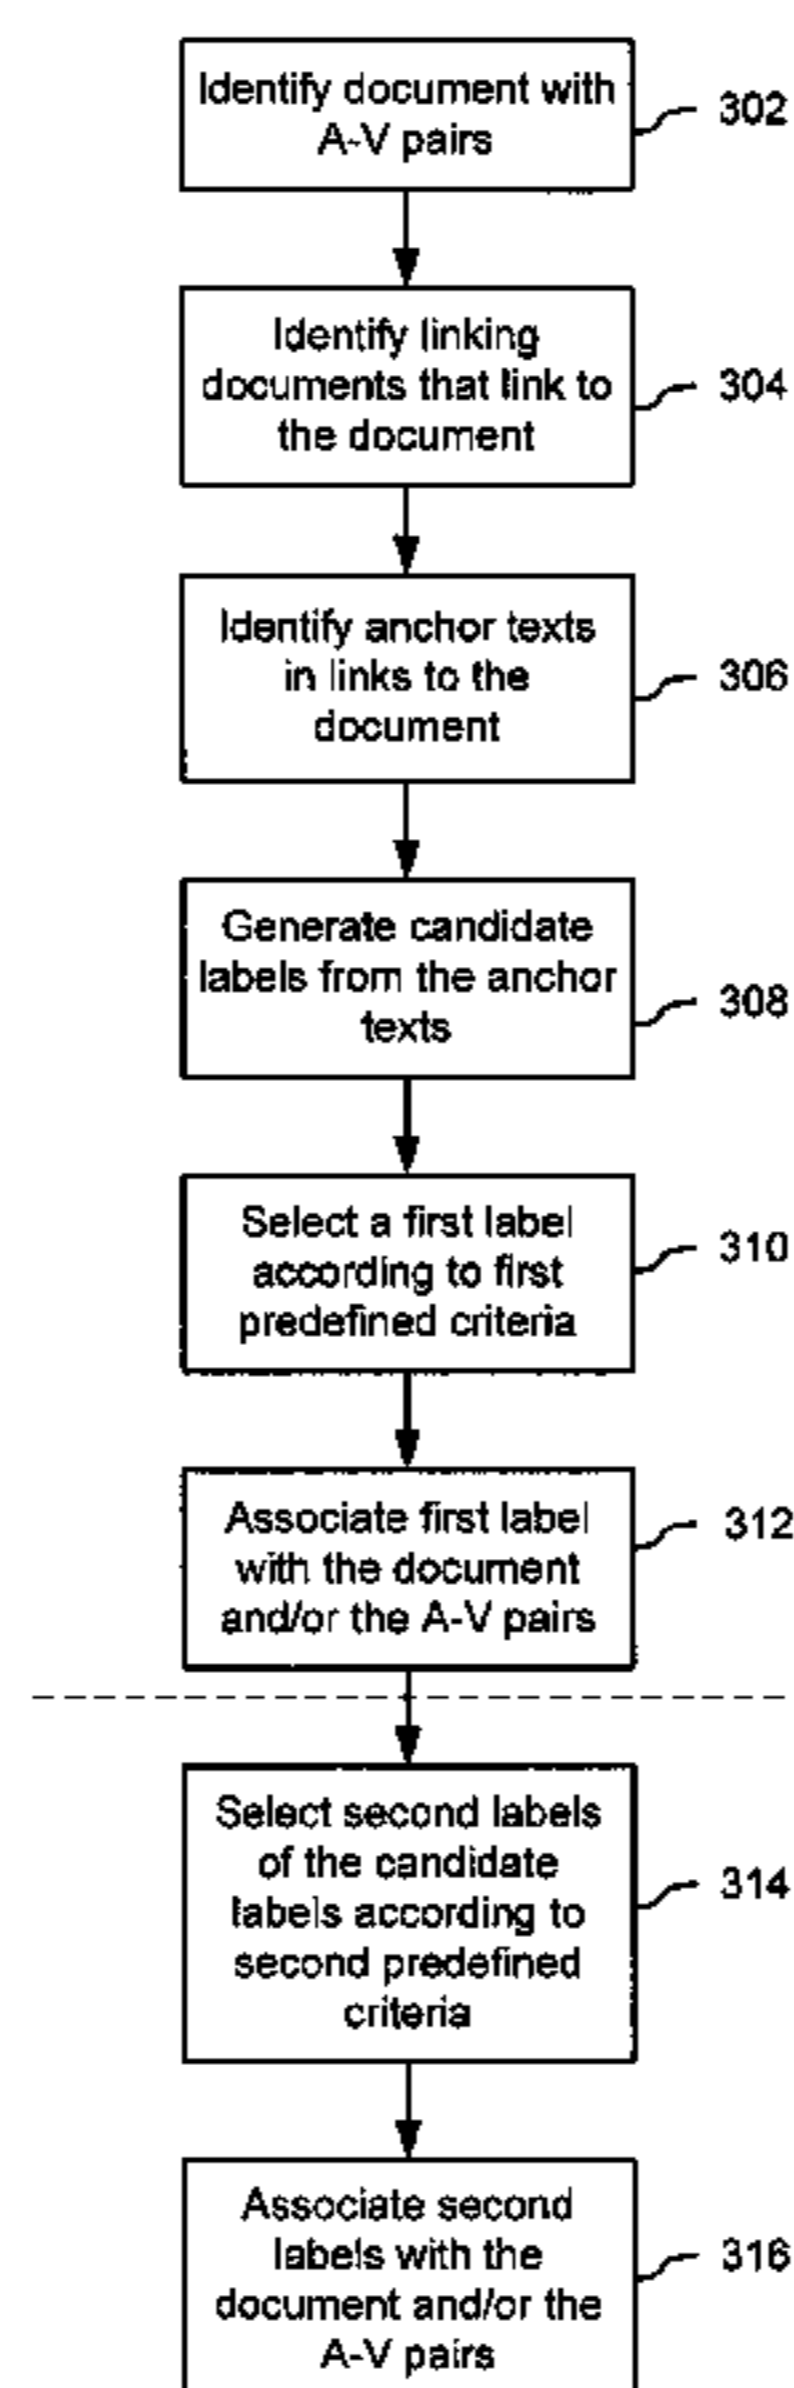 Identify document with
A-V pairs
302
Identify linking
documents that link to
the document
304
Identify anchor texts
in links to the
document
306
Generate candidate
labels from the anchor
texts
308
Select a first label
according to first
predefined criteria
310
Associate first label
with the document
and/or the A-V pairs
312
Select second labels
of the candidate
labels according to
second predefined
criteria
314
Associate second
labels with the
document and/or the
A-V pairs
316